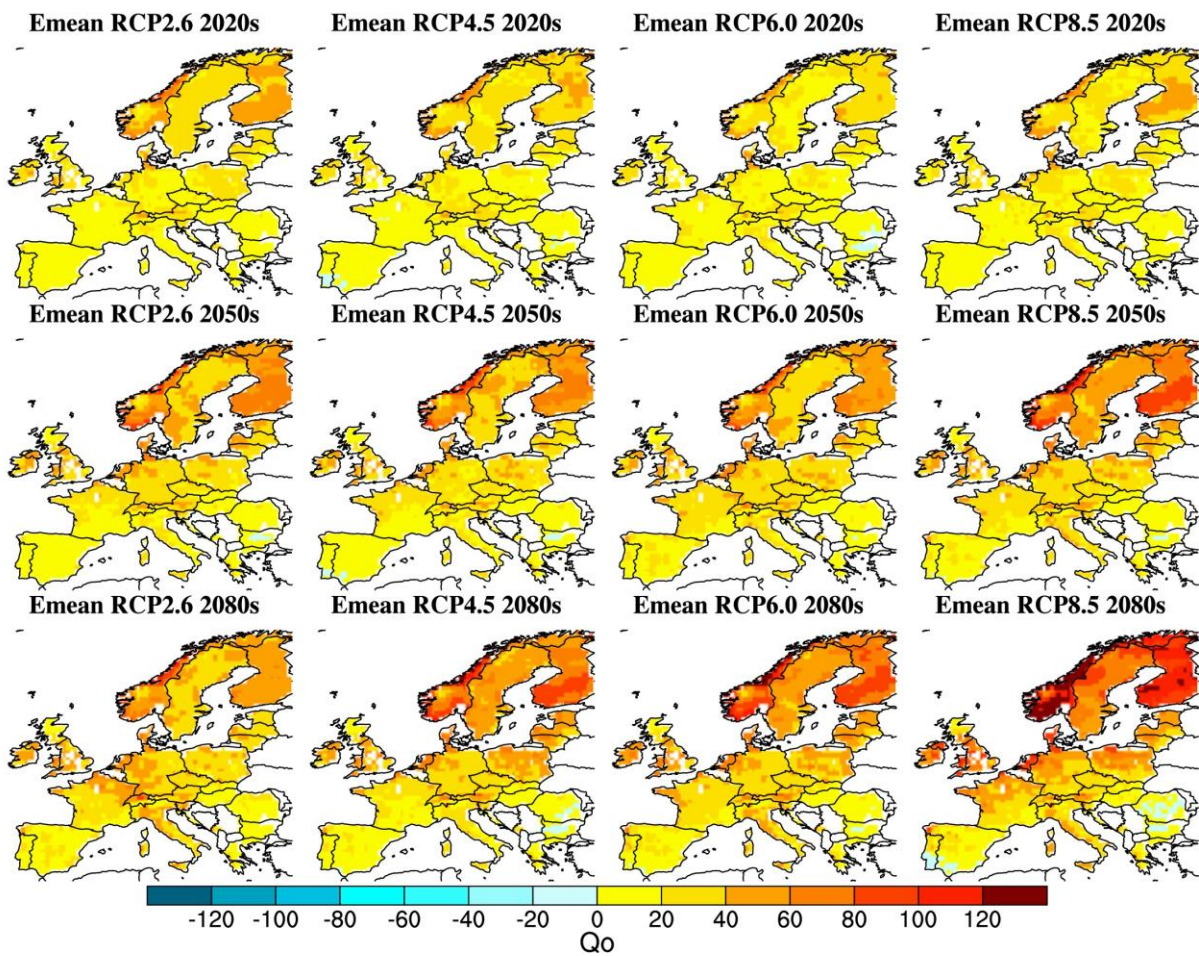 Emean RCP2.6 2020s Emean RCP4.5 2020s Emean RCP6.0 2020s Emean RCP8.5 2020s
Emean RCP2.6 2050s Emean RCP4.5 2050s Emean RCP6.0 2050s Emean RCP8.5 2050s
Emean RCP2.6 2080s Emean RCP4.5 2080s Emean RCP6.0 2080s Emean RCP8.5 2080s
-120 -100 -80 -60 -40 -20 0 20 40 60 80 100 120
Qo